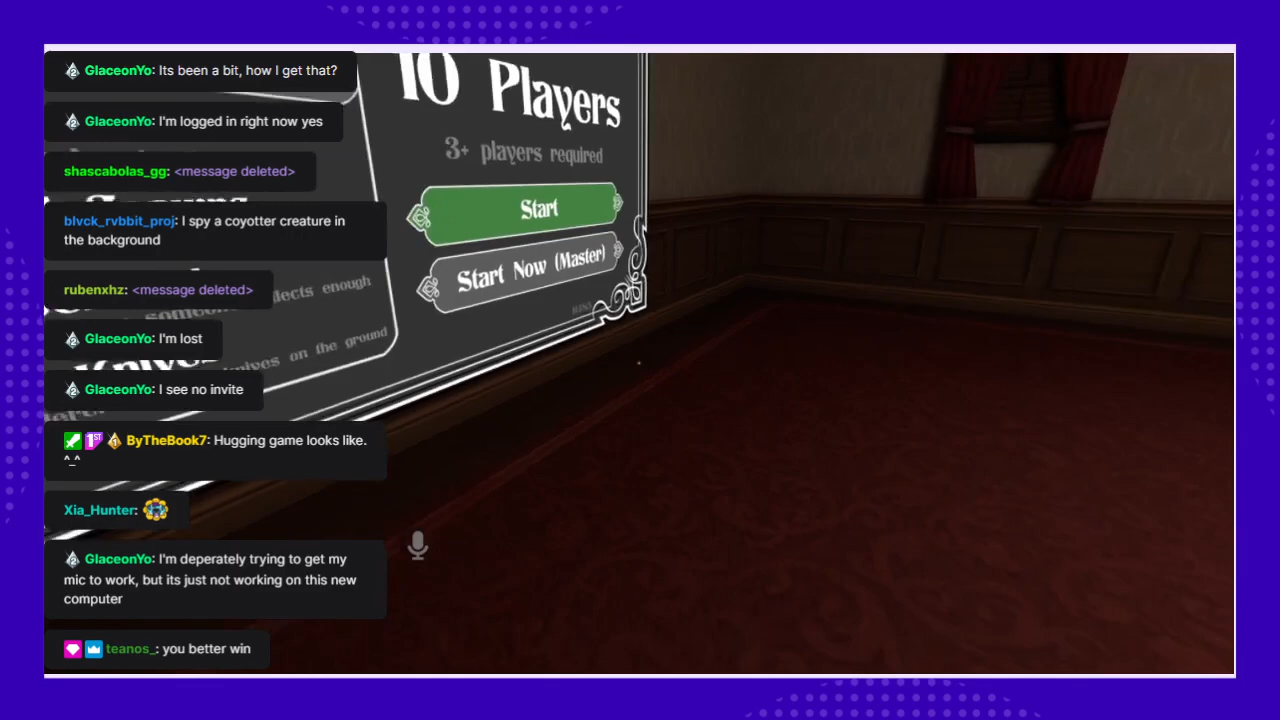 GlaceonYo: Its been a bit, how I get that?
GlaceonYo: I'm logged in right now yes
shascabolas_gg: <message deleted>
blvck_rvbbit_proj: I spy a coyotter creature in
the background
rubenxhz: <message deleted>
GlaceonYo: I'm lost
GlaceonYo: I see no invite
1ST ByTheBook7: Hugging game looks like.
^_^
Xia_Hunter:
GlaceonYo: I'm deperately trying to get my
mic to work, but its just not working on this new
computer
teanos_: you better win
10 Players
3+ players required
Start
Start Now (Master)
enough
knives on the ground